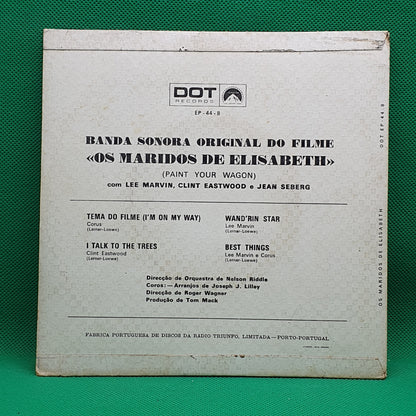 DOT
RECORDS
EP - 44 - 8
BANDA SONORA ORIGINAL DO FILME
«OS MARIDOS DE ELISABETH»
(PAINT YOUR WAGON)
com LEE MARVIN, CLINT EASTWOOD e JEAN SEBERG
TEMA DO FILME (I'M ON MY WAY)
Corus
(Lerner-Loewe)
I TALK TO THE TREES
Clint Eastwood
(Lerner-Loewe)
WAND'RIN STAR
Lee Marvin
(Lerner-Loewe)
BEST THINGS
Lee Marvin e Corus
(Lerner-Loewe)
Direcção de Orquestra de Nelson Riddle
Coros: — Arranjos de Joseph J. Lilley
Direcção de Roger Wagner
Produção de Tom Mack
FABRICA PORTUGUESA DE DISCOS DA RADIO TRIUNFO, LIMITADA — PORTO-PORTUGAL
OS MARIDOS DE ELISABETH
DOT EP 44 8